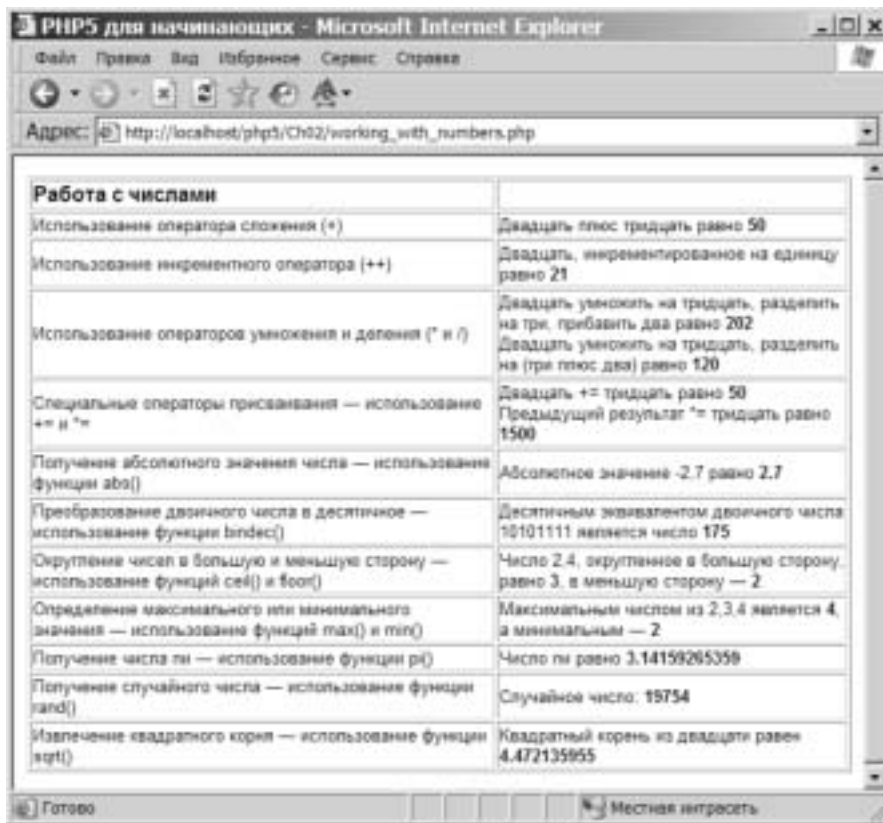 PHP5 для начинающих - Microsoft Internet Explorer
Файл Правка Вид Избранное Сервис Справка
Адрес: http://localhost/php5/Ch02/working_with_numbers.php
Работа с числами
Использование оператора сложения (+)
Двадцать плюс тридцать равно 50
Использование инкрементного оператора (++)
Двадцать, инкрементированное на единицу
равно 21
Использование операторов умножения и деления (* и /)
Двадцать умножить на тридцать, разделить
на три, прибавить два равно 202
Двадцать умножить на тридцать, разделить
на (три плюс два) равно 120
Специальные операторы присваивания — использование
+= и *=
Двадцать += тридцать равно 50
Предыдущий результат *= тридцать равно
1500
Получение абсолютного значения числа — использование
функции abs()
Абсолютное значение -2,7 равно 2.7
Преобразование двоичного числа в десятичное —
использование функции bindec()
Десятичным эквивалентом двоичного числа
10101111 является число 175
Округление чисел в большую и меньшую сторону —
использование функций ceil() и floor()
Число 2,4, округленное в большую сторону,
равно 3, в меньшую сторону — 2
Определение максимального или минимального
значения — использование функций max() и min()
Максимальным числом из 2,3,4 является 4,
а минимальным — 2
Получение числа пи — использование функции pi()
Число пи равно 3.14159265359
Получение случайного числа — использование функции
rand()
Случайное число: 19754
Извлечение квадратного корня — использование функции
sqrt()
Квадратный корень из двадцати равен
4.472135955
Готово
Местная интрасеть